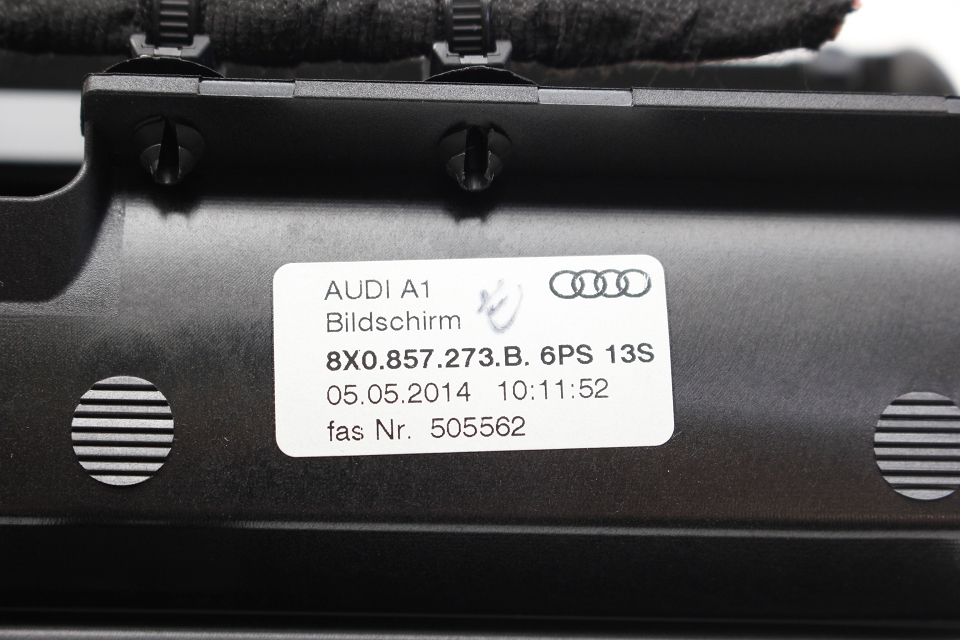 AUDI A1
Bildschirm
8X0.857.273.B. 6PS 13S
05.05.2014 10:11:52
fas Nr. 505562